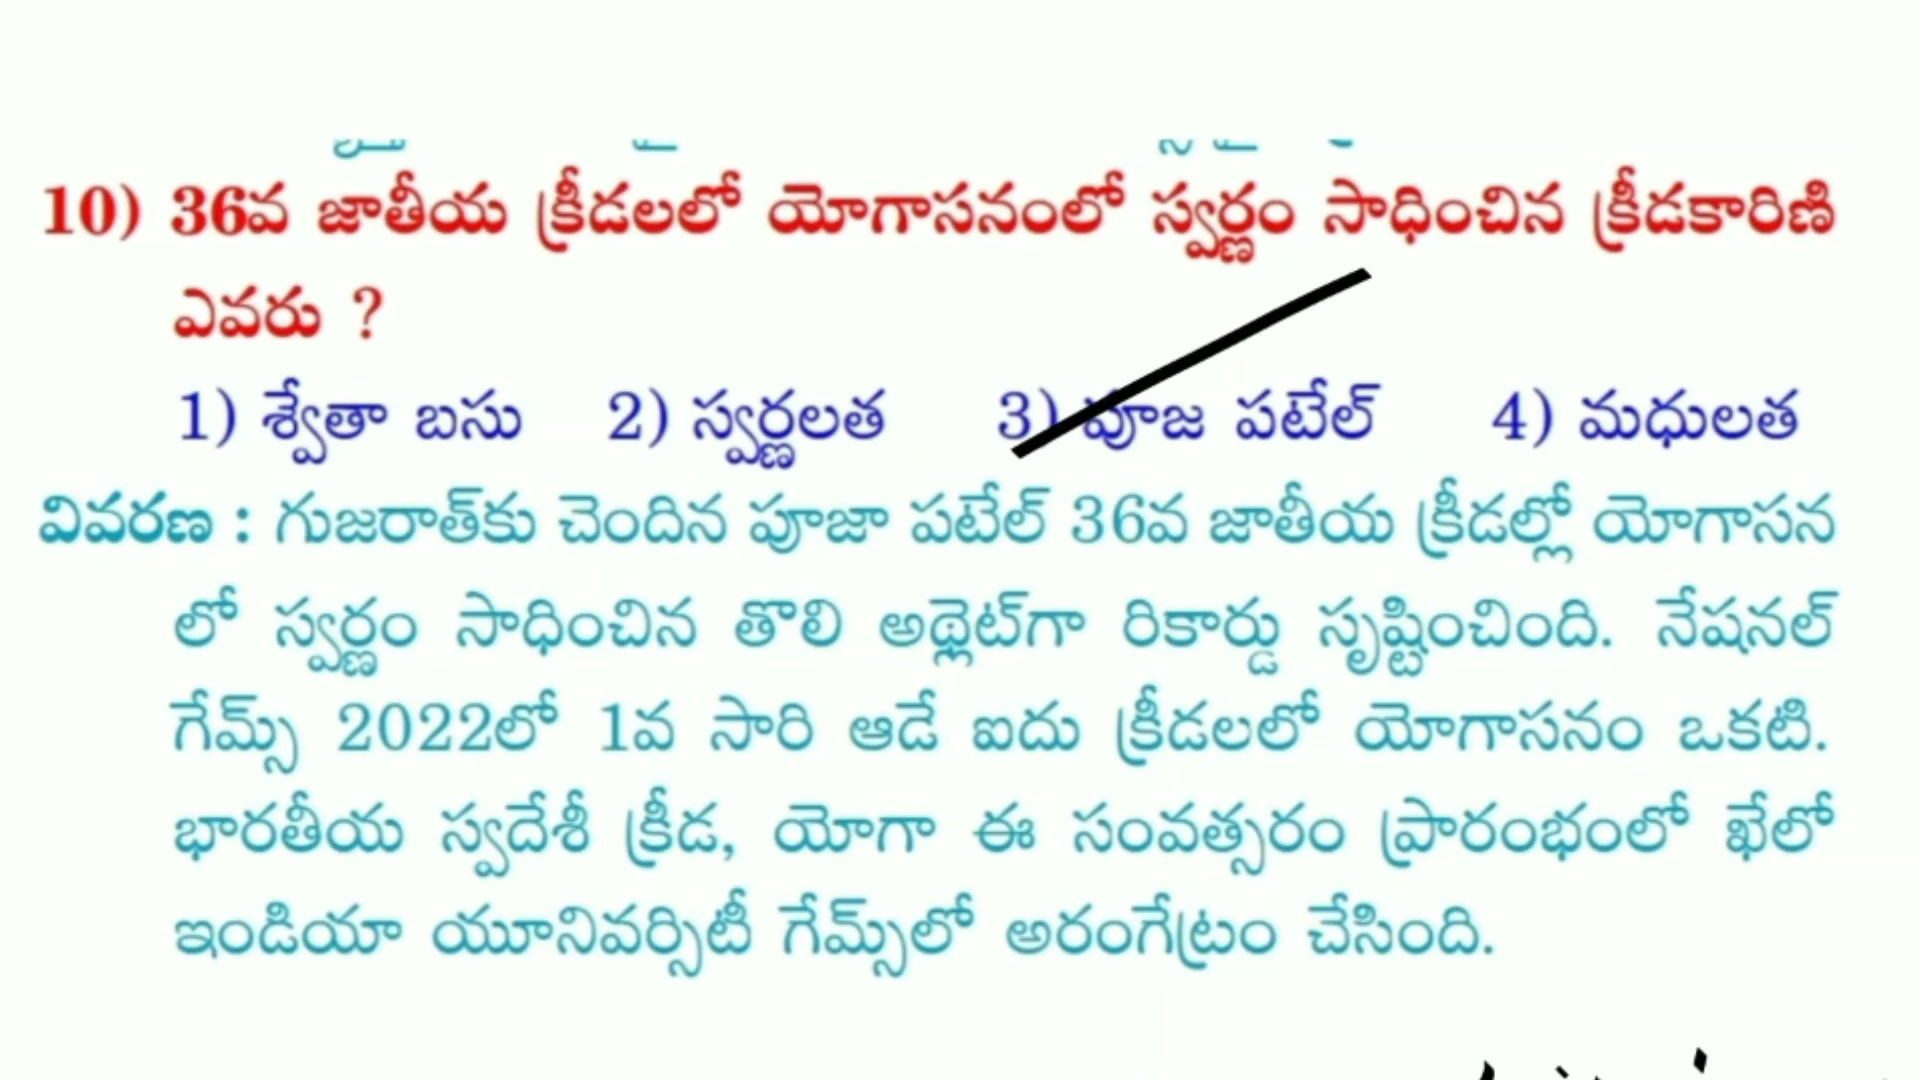 10) 36వ జాతీయ క్రీడలలో యోగాసనంలో స్వర్ణం సాధించిన క్రీడకారిణి
ఎవరు ?
1) శ్వేతా బసు 2) స్వర్ణలత 3) పూజ పటేల్ 4) మధులత
వివరణ : గుజరాత్‌కు చెందిన పూజా పటేల్ 36వ జాతీయ క్రీడల్లో యోగాసన
లో స్వర్ణం సాధించిన తొలి అథ్లెట్‌గా రికార్డు సృష్టించింది. నేషనల్
గేమ్స్ 2022లో 1వ సారి ఆడే ఐదు క్రీడలలో యోగాసనం ఒకటి.
భారతీయ స్వదేశీ క్రీడ, యోగా ఈ సంవత్సరం ప్రారంభంలో ఖేలో
ఇండియా యూనివర్సిటీ గేమ్స్‌లో అరంగేట్రం చేసింది.